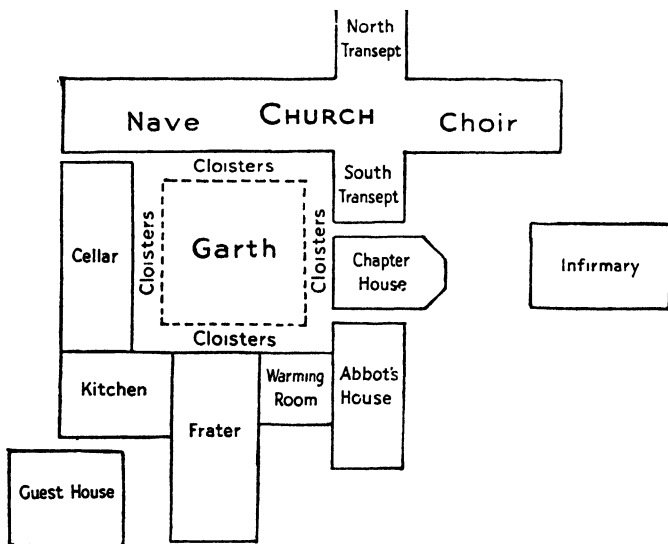 North
Transept
Nave CHURCH Choir
Cloisters
South
Transept
Cloisters
Garth
Cloisters
Cellar
Chapter
House
Infirmary
Cloisters
Kitchen
Frater
Warming
Room
Abbot's
House
Guest House